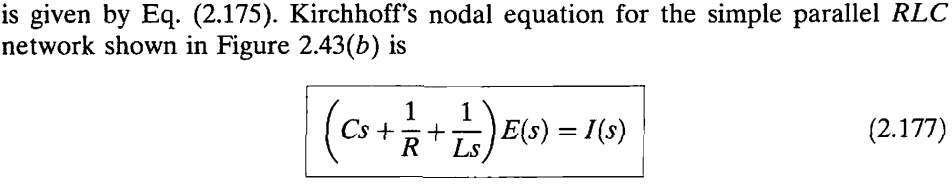 is given by Eq. (2.175). Kirchhoff's nodal equation for the simple parallel RLC
network shown in Figure 2.43(b) is
(Cs + 1/R + 1/Ls) E(s) = I(s) (2.177)